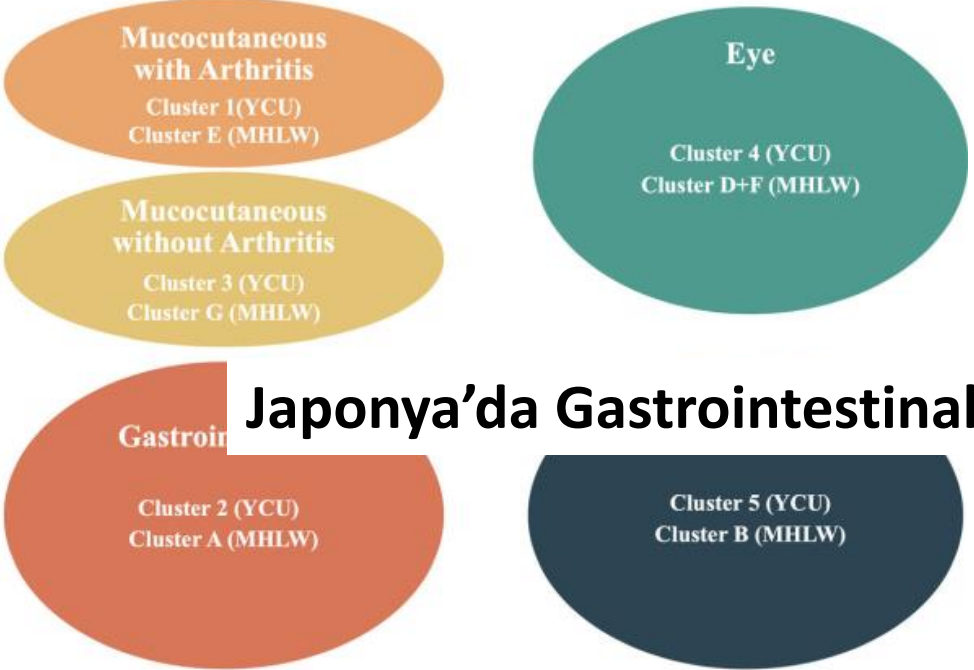 Mucocutaneous
with Arthritis
Cluster 1(YCU)
Cluster E (MHLW)
Eye
Cluster 4 (YCU)
Cluster D+F (MHLW)
Mucocutaneous
without Arthritis
Cluster 3 (YCU)
Cluster G (MHLW)
Japonya’da Gastrointestinal
Cluster 2 (YCU)
Cluster A (MHLW)
Cluster 5 (YCU)
Cluster B (MHLW)